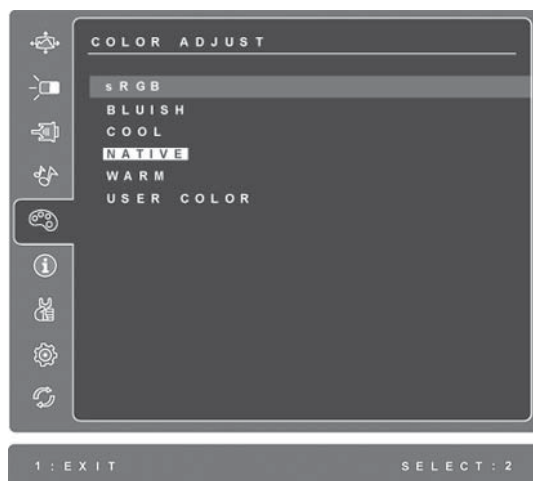 COLOR ADJUST
sRGB
BLUISH
COOL
NATIVE
WARM
USER COLOR
1:EXIT SELECT:2